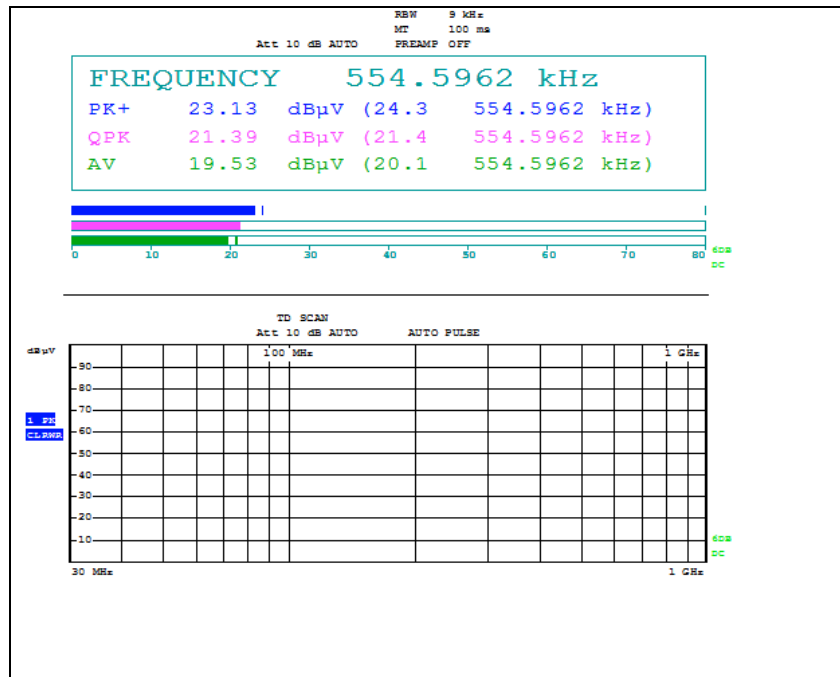 RBW 9 kHz
MT 100 ms
Att 10 dB AUTO PREAMP OFF
FREQUENCY 554.5962 kHz
PK+ 23.13 dBµV (24.3 554.5962 kHz)
QPK 21.39 dBµV (21.4 554.5962 kHz)
AV 19.53 dBµV (20.1 554.5962 kHz)
0 10 20 30 40 50 60 70 80
6DB
DC
TD SCAN
Att 10 dB AUTO AUTO PULSE
dBµV
100 MHz 1 GHz
90
80
70
1 PK
60
CLRWR
50
40
30
20
10
6DB
DC
30 MHz 1 GHz